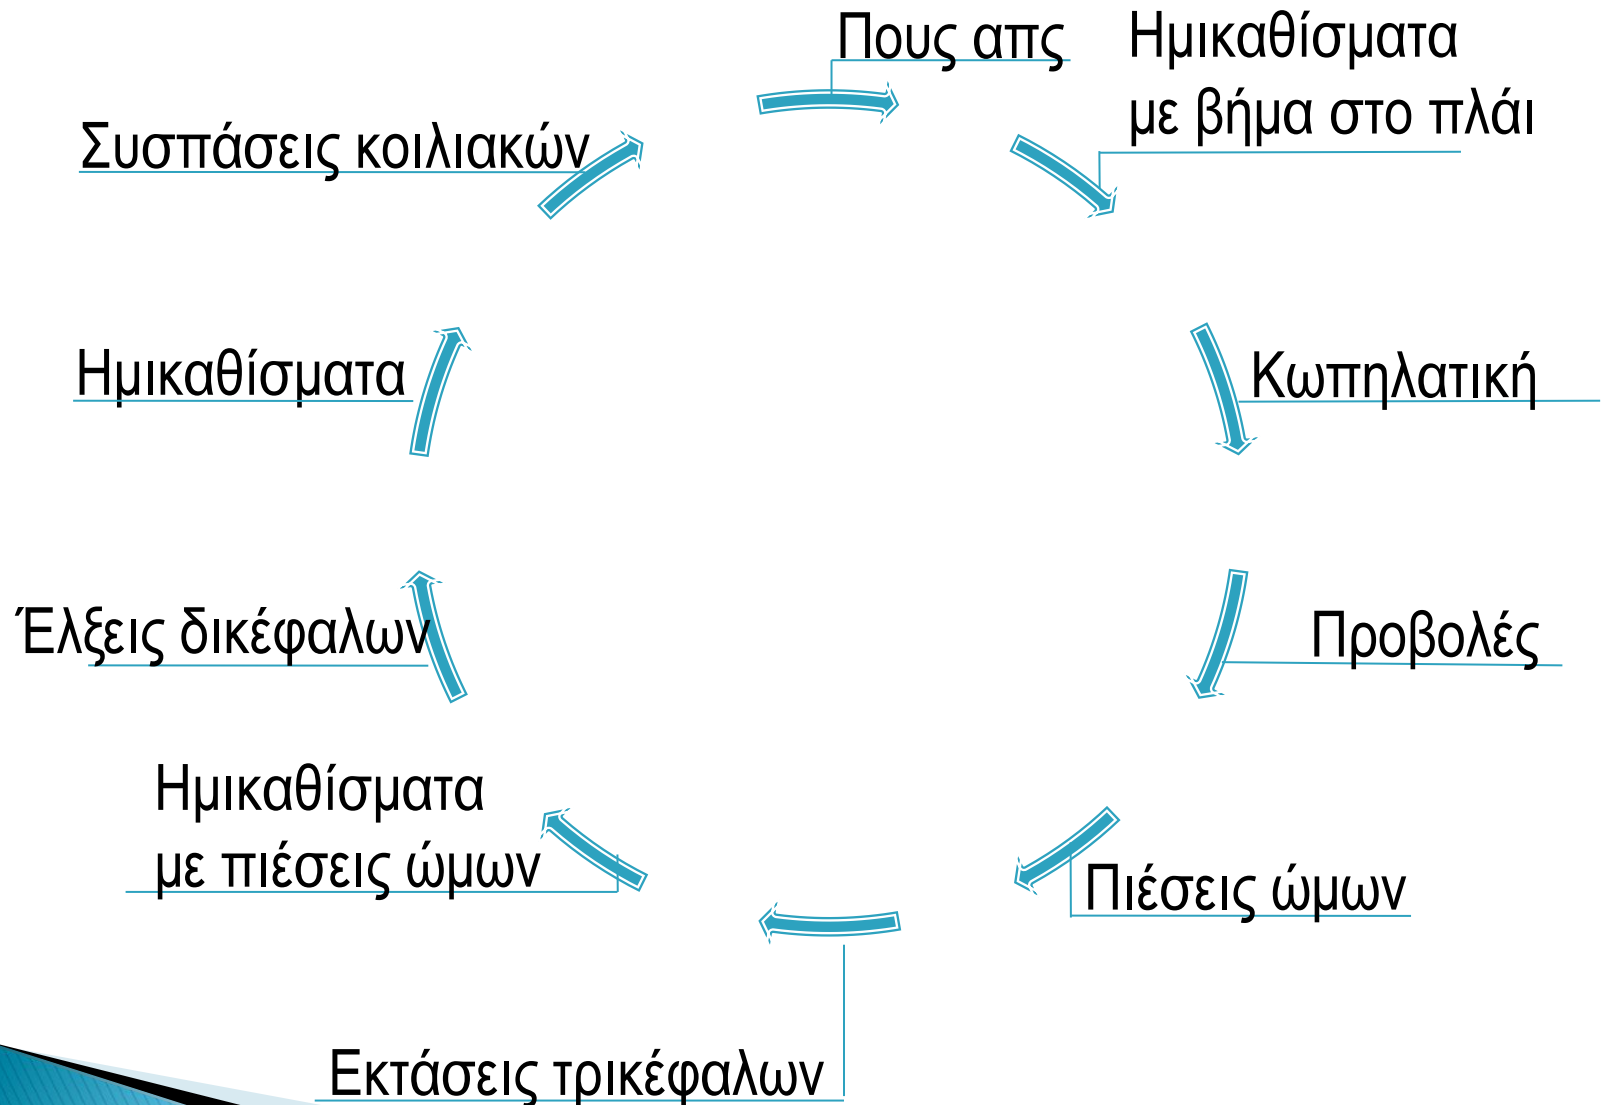 Πους απς
Ημικαθίσματα
με βήμα στο πλάι
Κωπηλατική
Προβολές
Πιέσεις ώμων
Εκτάσεις τρικέφαλων
Ημικαθίσματα
με πιέσεις ώμων
Έλξεις δικέφαλων
Ημικαθίσματα
Συσπάσεις κοιλιακών